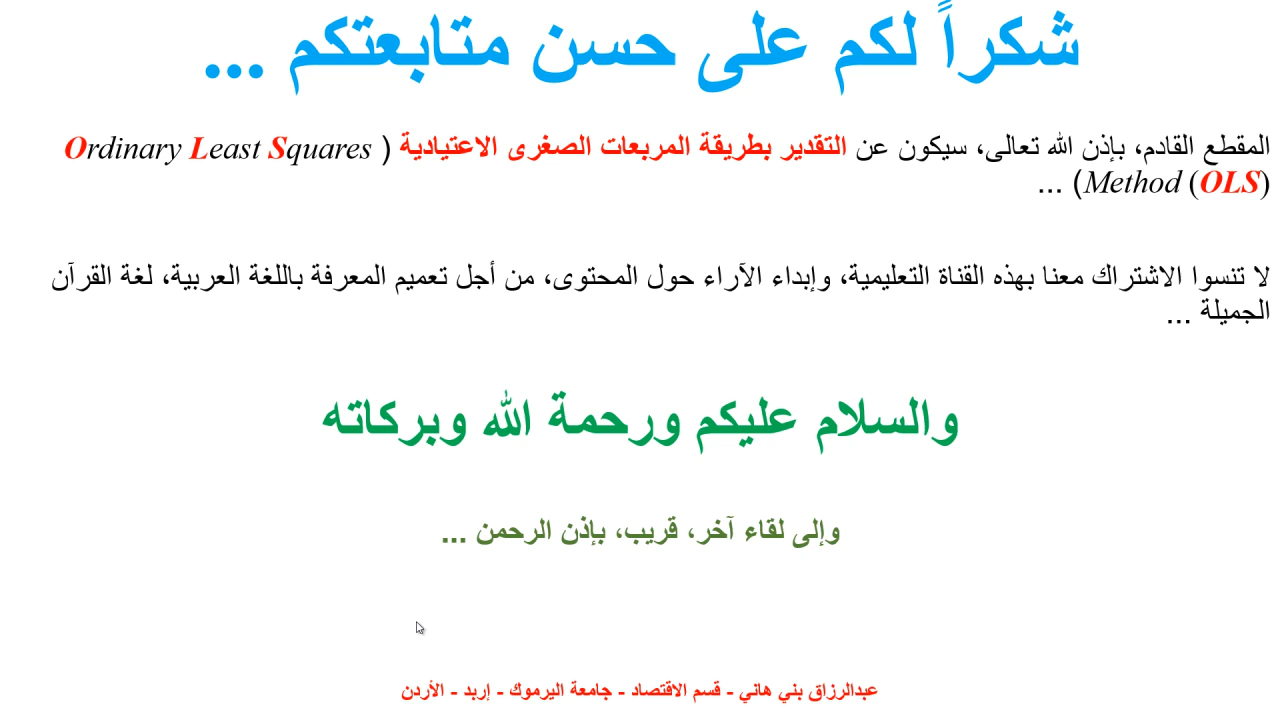 شكراً لكم على حسن متابعتكم ...
المقطع القادم، بإذن الله تعالى، سيكون عن التقدير بطريقة المربعات الصغرى الاعتيادية ( Ordinary Least Squares
Method (OLS)) ...
لا تنسوا الاشتراك معنا بهذه القناة التعليمية، وإبداء الآراء حول المحتوى، من أجل تعميم المعرفة باللغة العربية، لغة القرآن
الجميلة ...
والسلام عليكم ورحمة الله وبركاته
وإلى لقاء آخر، قريب، بإذن الرحمن ...
عبدالرزاق بني هاني - قسم الاقتصاد - جامعة اليرموك - إربد - الأردن